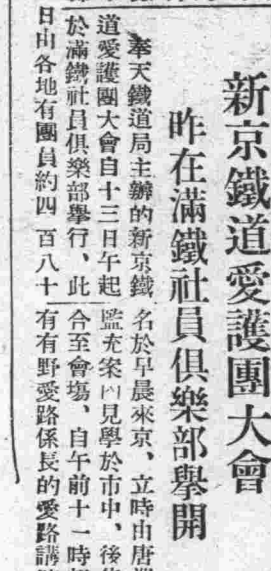 新京鐵道愛護團大會
昨在滿鐵社員俱樂部舉開
奉天鐵道局主辦的新京鐵
道愛護團大會自十三日午起
於滿鐵社員俱樂部舉行、此
日由各地有團員約四百八十
名於早晨來京、立時由唐
監充案內見學於市中、後
合至會塲、自午前十一時
有有野愛路係長的愛路講